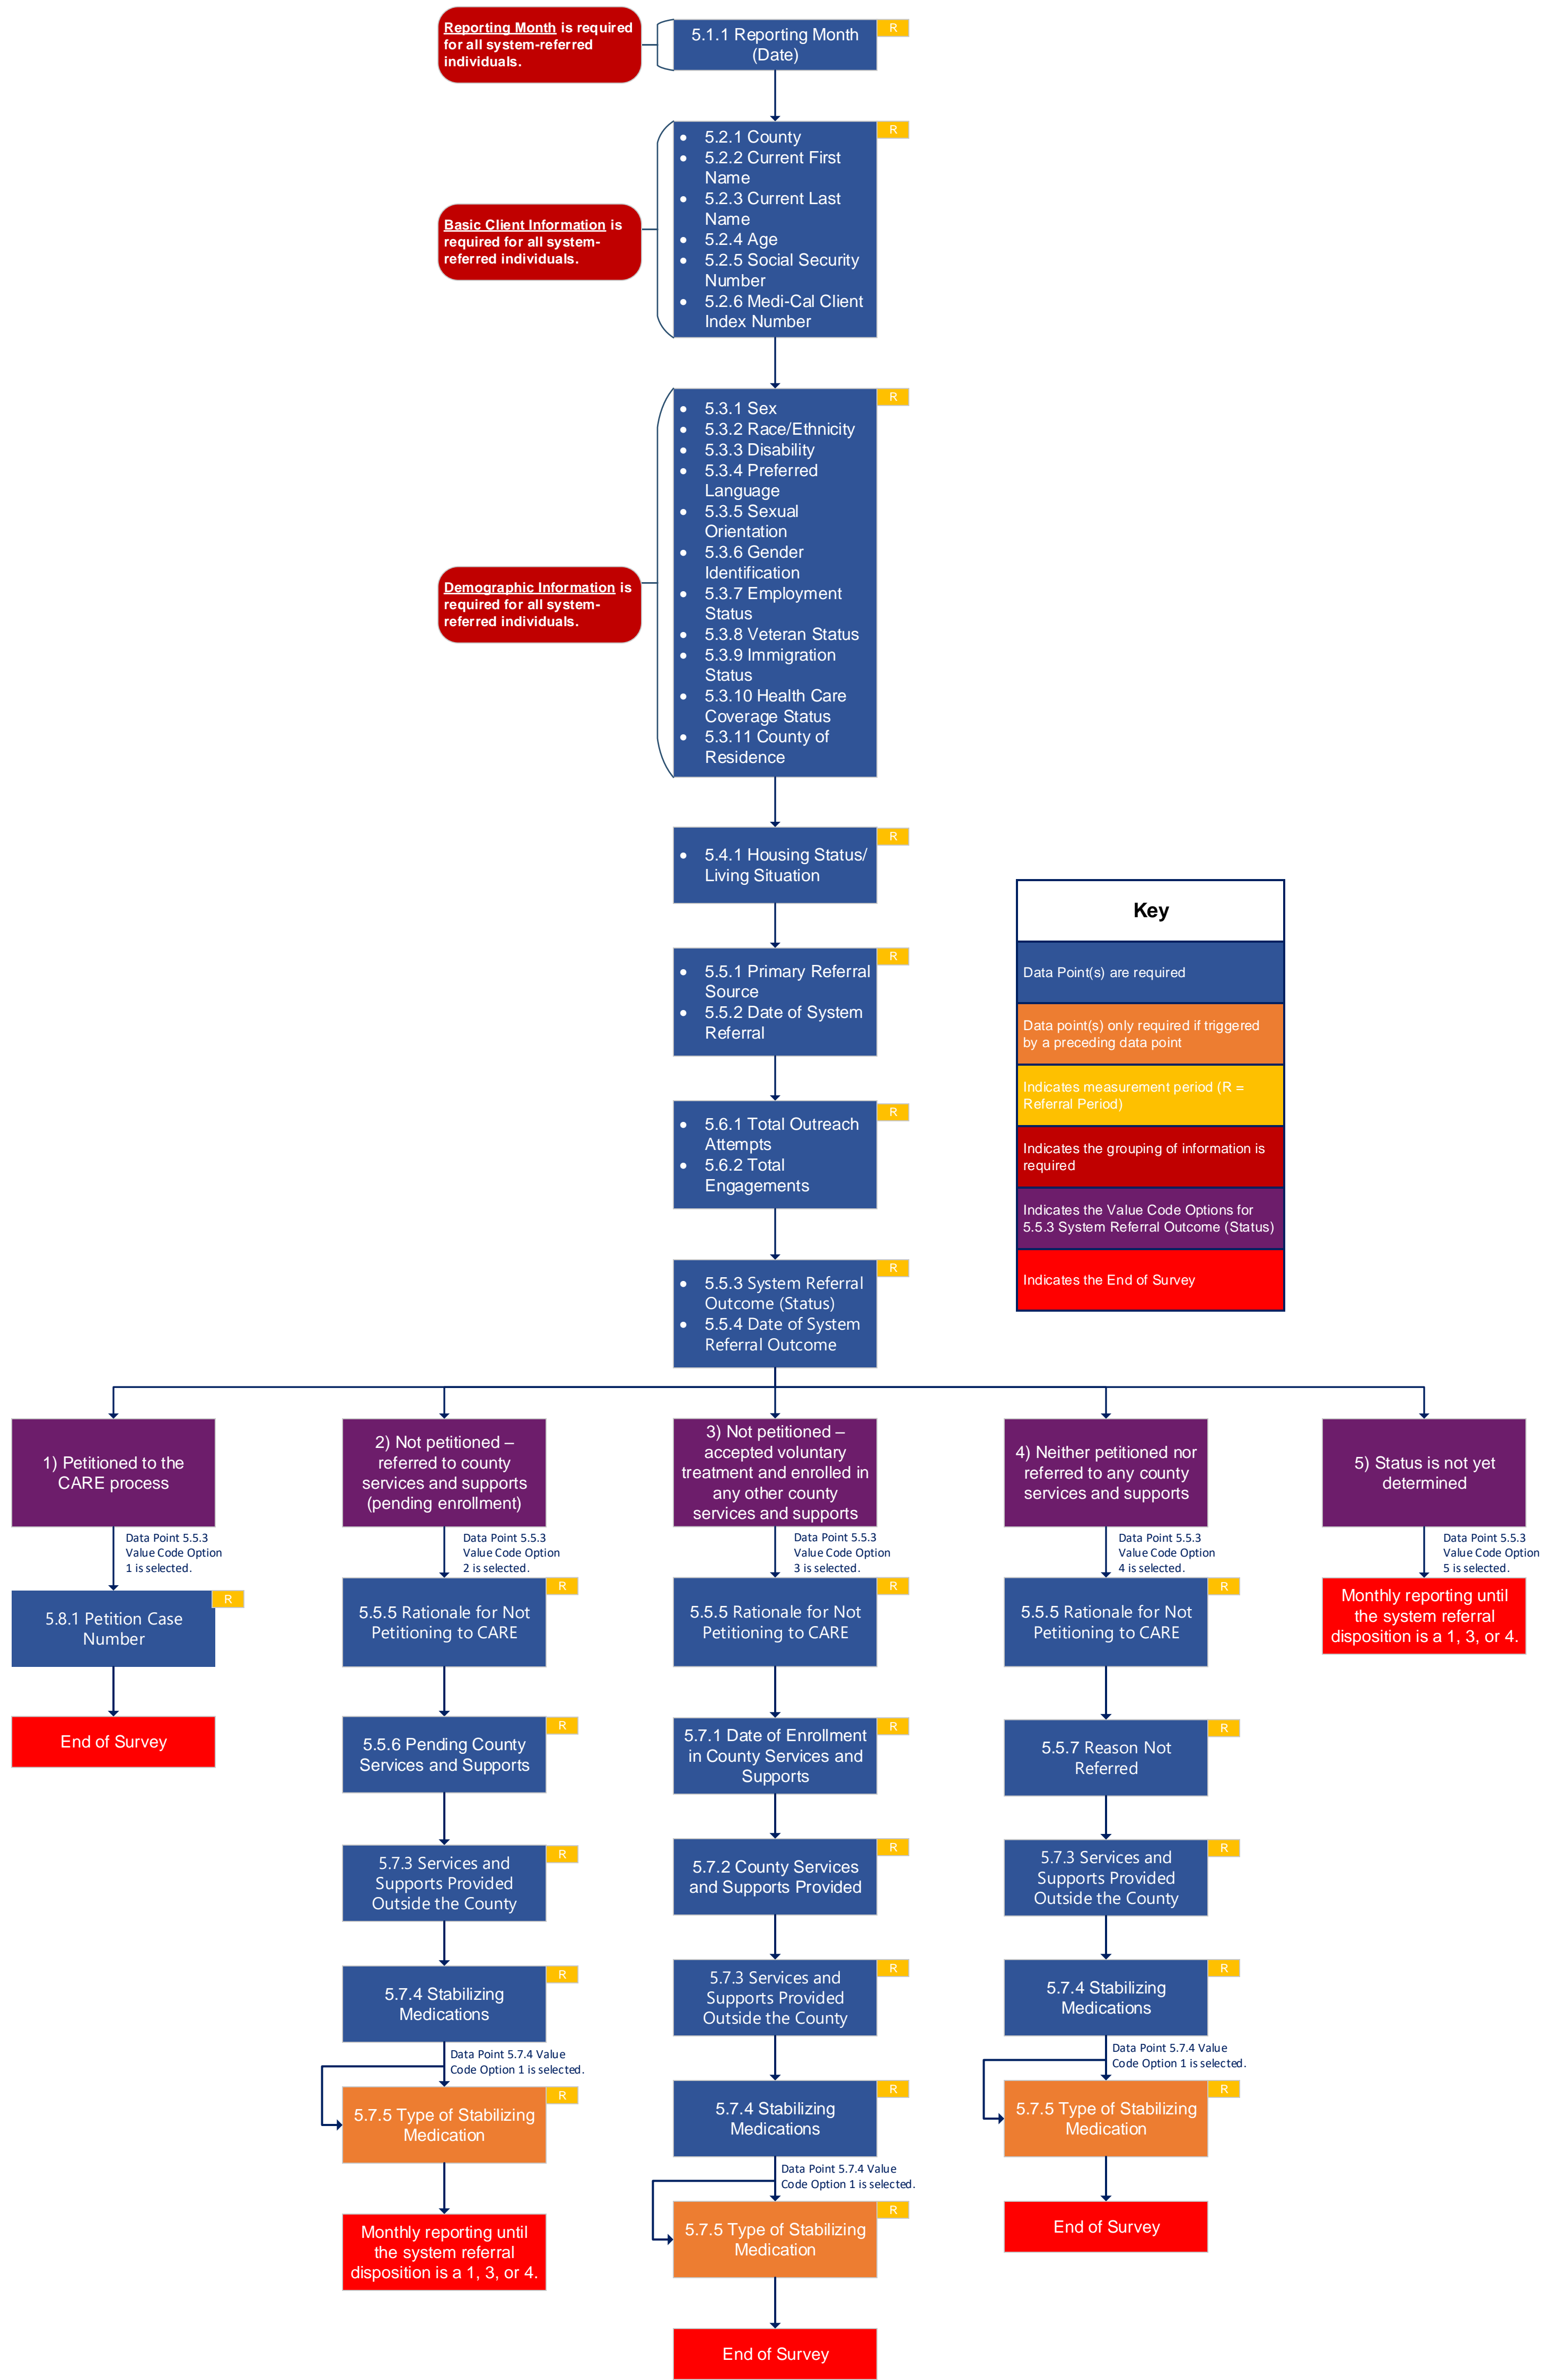 Reporting Month is required
for all system-referred
individuals.
5.1.1 Reporting Month
(Date)
R
Basic Client Information is
required for all system-
referred individuals.
• 5.2.1 County
• 5.2.2 Current First
Name
• 5.2.3 Current Last
Name
• 5.2.4 Age
• 5.2.5 Social Security
Number
• 5.2.6 Medi-Cal Client
Index Number
R
Demographic Information is
required for all system-
referred individuals.
• 5.3.1 Sex
• 5.3.2 Race/Ethnicity
• 5.3.3 Disability
• 5.3.4 Preferred
Language
• 5.3.5 Sexual
Orientation
• 5.3.6 Gender
Identification
• 5.3.7 Employment
Status
• 5.3.8 Veteran Status
• 5.3.9 Immigration
Status
• 5.3.10 Health Care
Coverage Status
• 5.3.11 County of
Residence
R
• 5.4.1 Housing Status/
Living Situation
R
• 5.5.1 Primary Referral
Source
• 5.5.2 Date of System
Referral
R
• 5.6.1 Total Outreach
Attempts
• 5.6.2 Total
Engagements
R
• 5.5.3 System Referral
Outcome (Status)
• 5.5.4 Date of System
Referral Outcome
R
Key
Data Point(s) are required
Data point(s) only required if triggered
by a preceding data point
Indicates measurement period (R =
Referral Period)
Indicates the grouping of information is
required
Indicates the Value Code Options for
5.5.3 System Referral Outcome (Status)
Indicates the End of Survey
1) Petitioned to the
CARE process
Data Point 5.5.3
Value Code Option
1 is selected.
5.8.1 Petition Case
Number
R
End of Survey
2) Not petitioned –
referred to county
services and supports
(pending enrollment)
Data Point 5.5.3
Value Code Option
2 is selected.
5.5.5 Rationale for Not
Petitioning to CARE
R
5.5.6 Pending County
Services and Supports
R
5.7.3 Services and
Supports Provided
Outside the County
R
5.7.4 Stabilizing
Medications
R
Data Point 5.7.4 Value
Code Option 1 is selected.
5.7.5 Type of Stabilizing
Medication
R
Monthly reporting until
the system referral
disposition is a 1, 3, or 4.
3) Not petitioned –
accepted voluntary
treatment and enrolled in
any other county
services and supports
Data Point 5.5.3
Value Code Option
3 is selected.
5.5.5 Rationale for Not
Petitioning to CARE
R
5.7.1 Date of Enrollment
in County Services and
Supports
R
5.7.2 County Services
and Supports Provided
R
5.7.3 Services and
Supports Provided
Outside the County
R
5.7.4 Stabilizing
Medications
R
Data Point 5.7.4 Value
Code Option 1 is selected.
5.7.5 Type of Stabilizing
Medication
R
End of Survey
4) Neither petitioned nor
referred to any county
services and supports
Data Point 5.5.3
Value Code Option
4 is selected.
5.5.5 Rationale for Not
Petitioning to CARE
R
5.5.7 Reason Not
Referred
R
5.7.3 Services and
Supports Provided
Outside the County
R
5.7.4 Stabilizing
Medications
R
Data Point 5.7.4 Value
Code Option 1 is selected.
5.7.5 Type of Stabilizing
Medication
R
End of Survey
5) Status is not yet
determined
Data Point 5.5.3
Value Code Option
5 is selected.
Monthly reporting until
the system referral
disposition is a 1, 3, or 4.